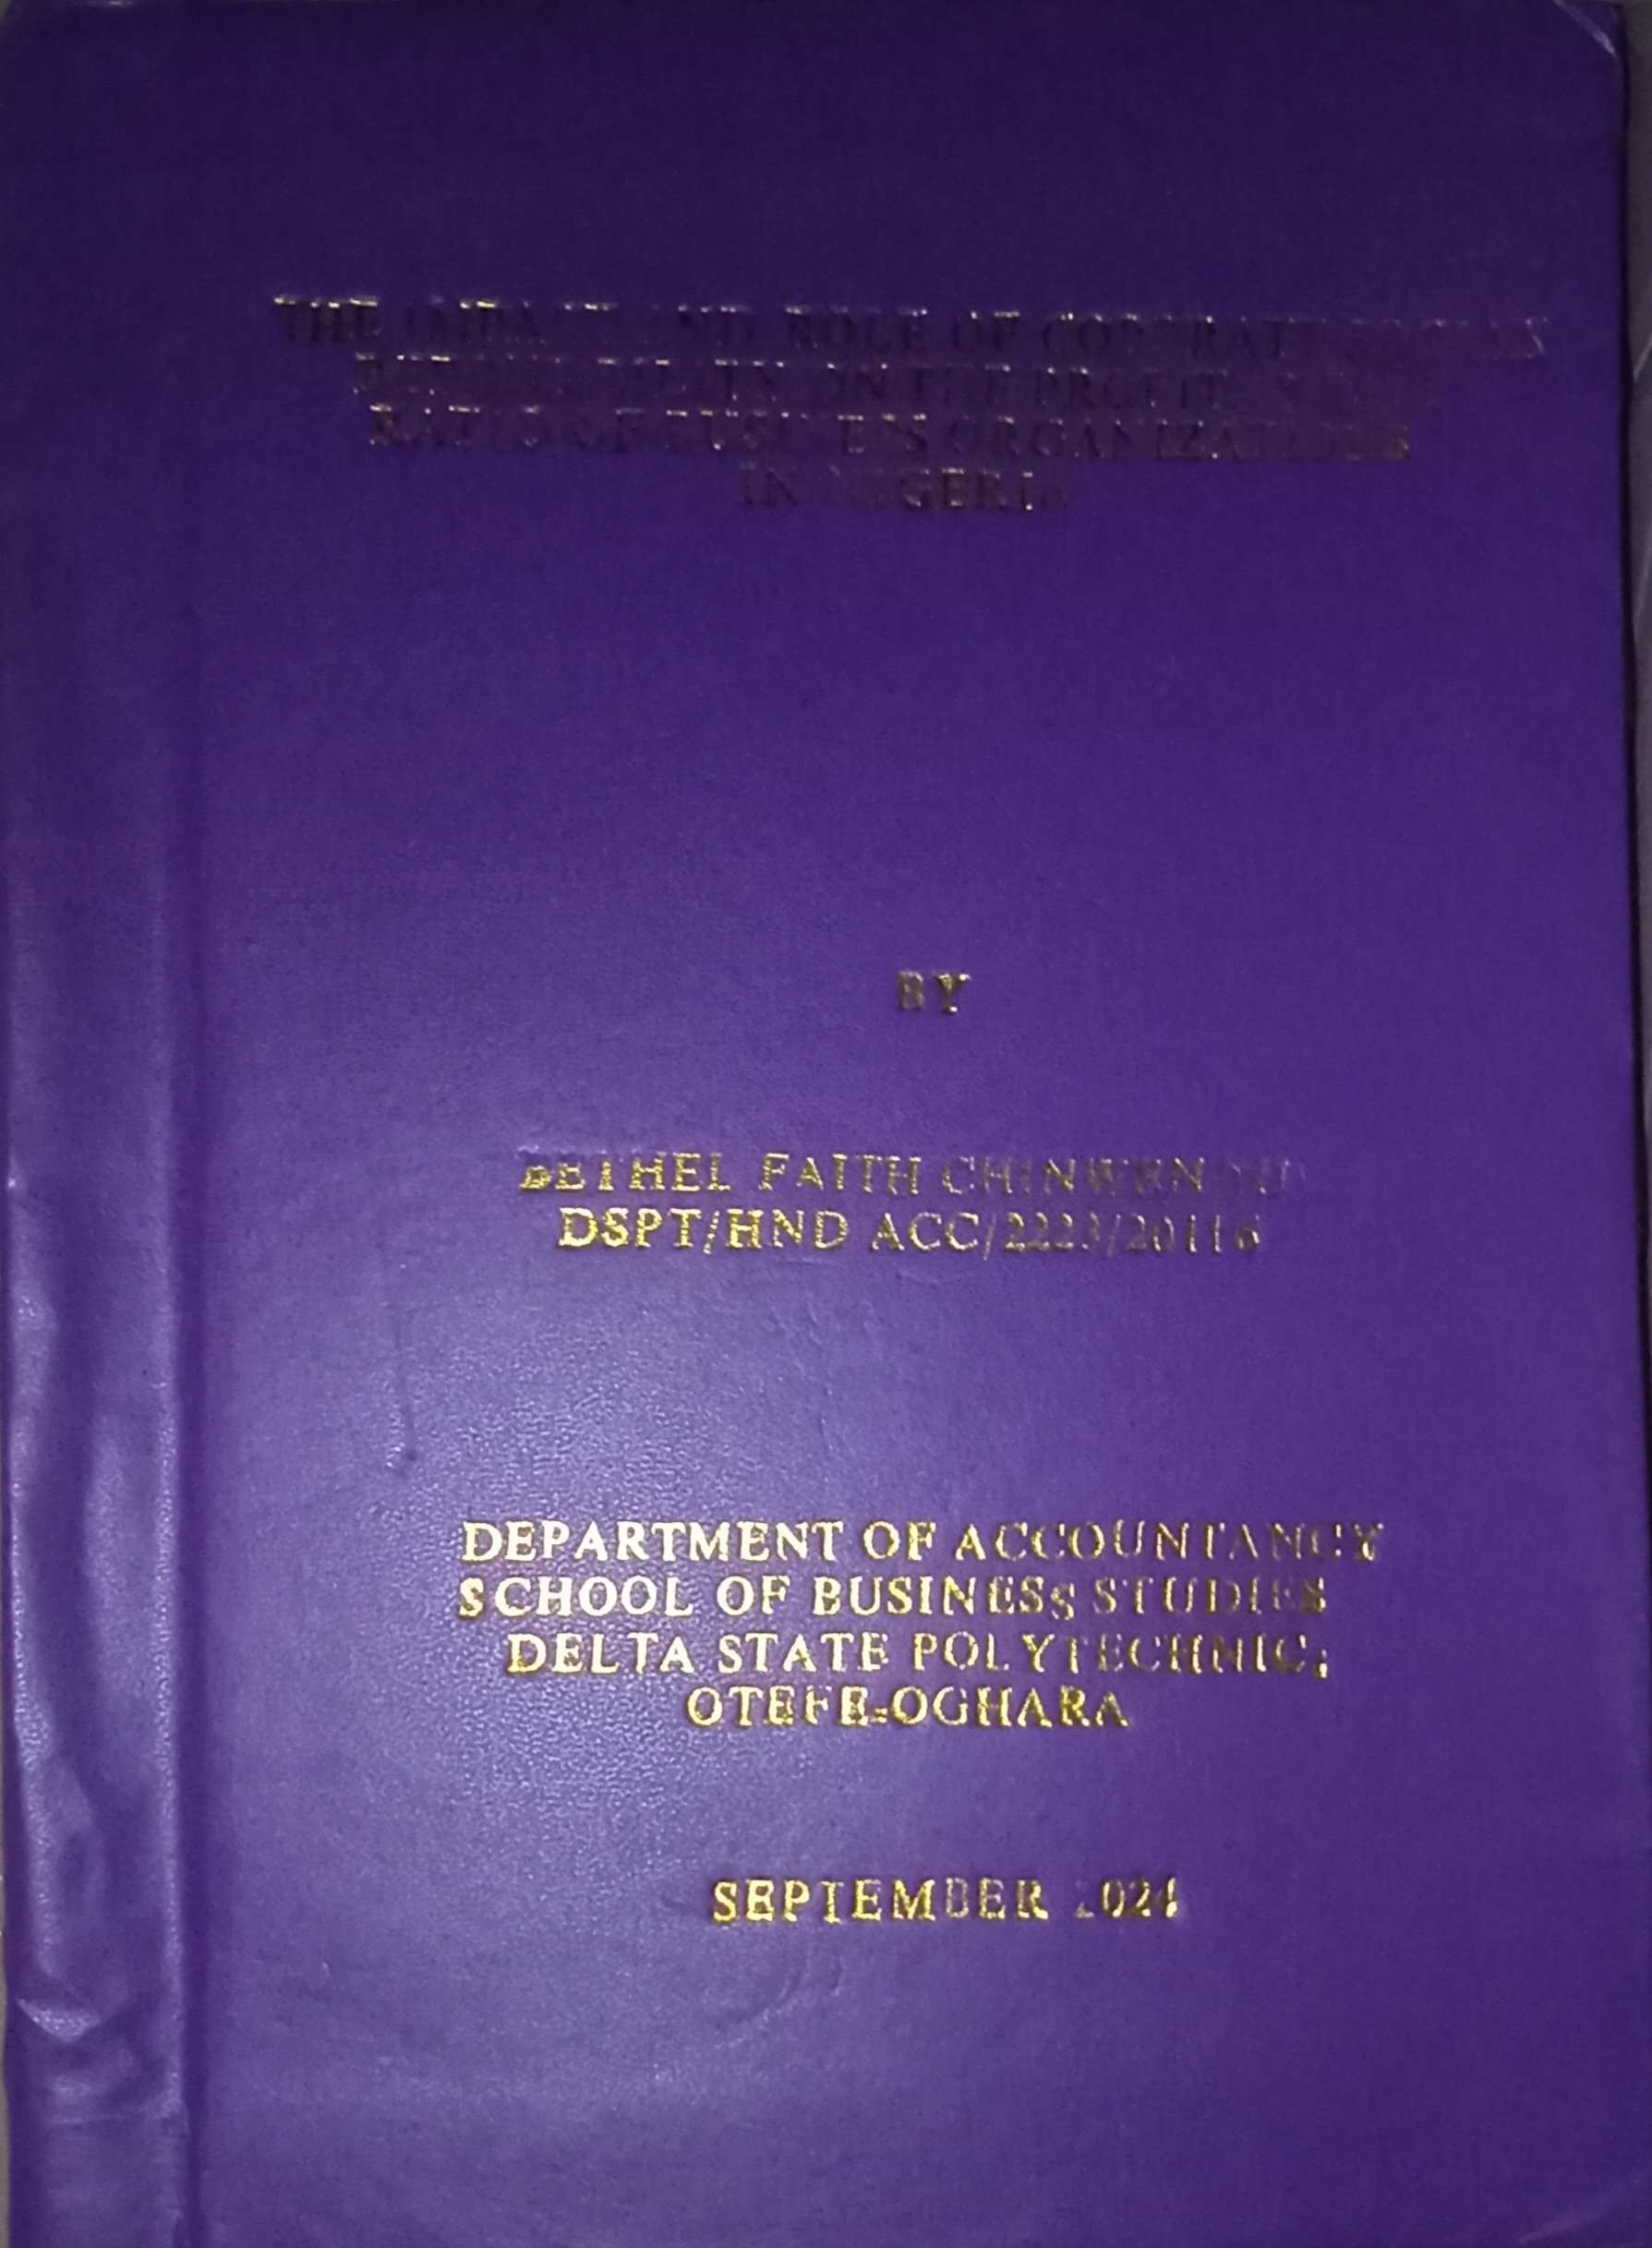 THE IMPACT AND ROLE OF CORPORATE SOCIAL
RESPONSIBILITY ON THE PROFITABILITY
RATIO OF BUSINESS ORGANIZATIONS
IN NIGERIA
BY
BETHEL FAITH CHINWENDU
DSPT/HND ACC/2223/20116
DEPARTMENT OF ACCOUNTANCY
SCHOOL OF BUSINESS STUDIES
DELTA STATE POLYTECHNIC,
OTEFE-OGHARA
SEPTEMBER 2024